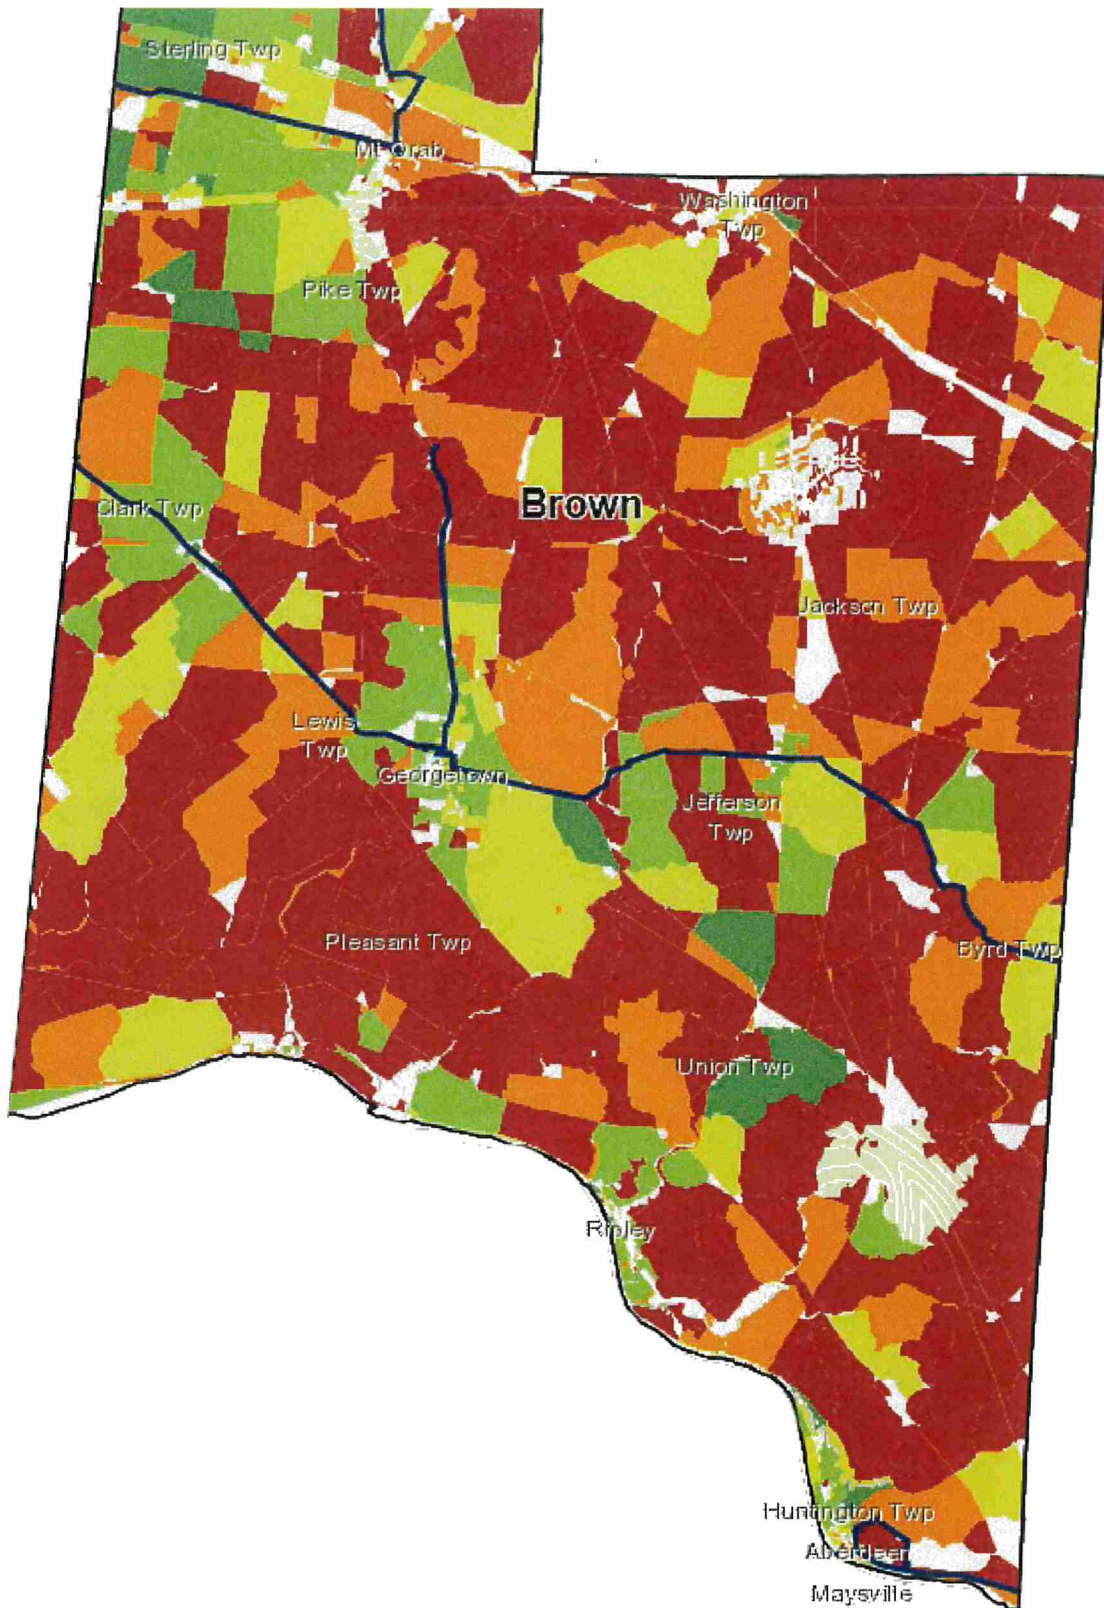 Sterling Twp
Mt Orab
Washington
Twp
Pike Twp
Brown
Clark Twp
Jackson Twp
Lewis
Twp
Georgetown
Jefferson
Twp
Pleasant Twp
Byrd Twp
Union Twp
Ripley
Huntington Twp
Aberdeen
Maysville